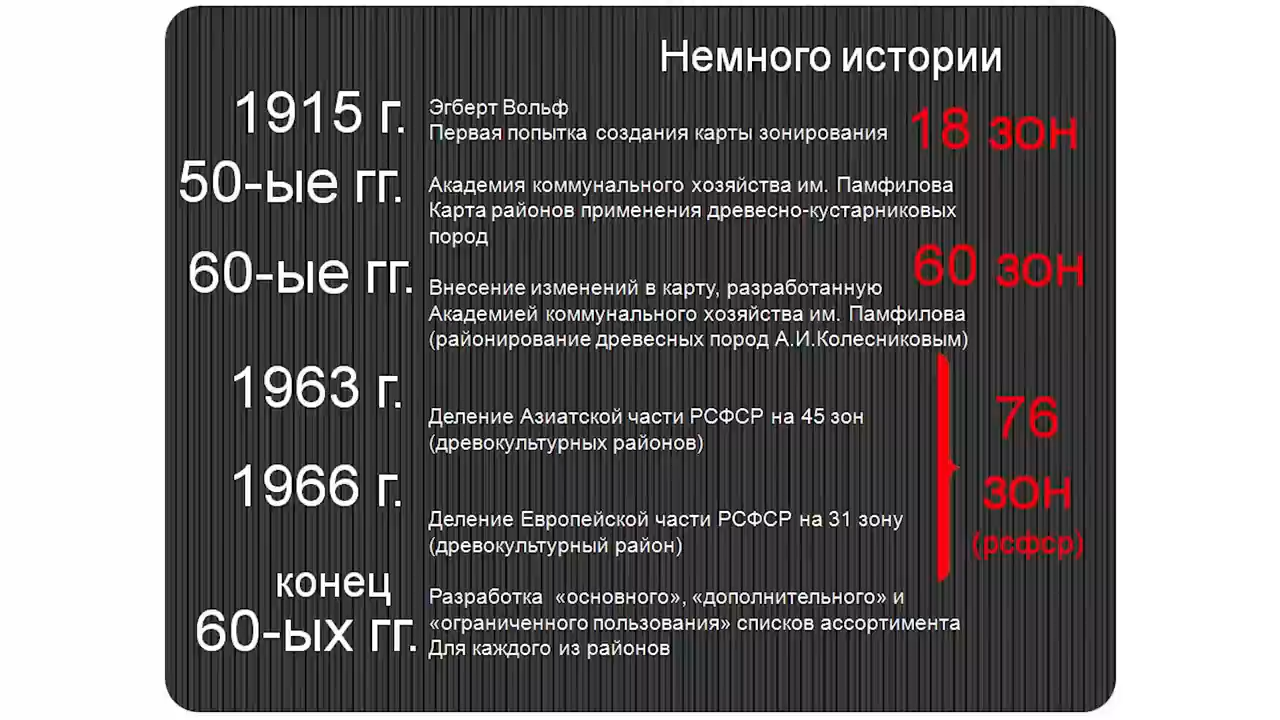 Немного истории
1915 г.
Эгберт Вольф
Первая попытка создания карты зонирования
18 зон
50-ые гг.
Академия коммунального хозяйства им. Памфилова
Карта районов применения древесно-кустарниковых
пород
60 зон
60-ые гг.
Внесение изменений в карту, разработанную
Академией коммунального хозяйства им. Памфилова
(районирование древесных пород А.И.Колесниковым)
1963 г.
Деление Азиатской части РСФСР на 45 зон
(древокультурных районов)
76
зон
(рсфср)
1966 г.
Деление Европейской части РСФСР на 31 зону
(древокультурный район)
конец
60-ых гг.
Разработка «основного», «дополнительного» и
«ограниченного пользования» списков ассортимента
Для каждого из районов